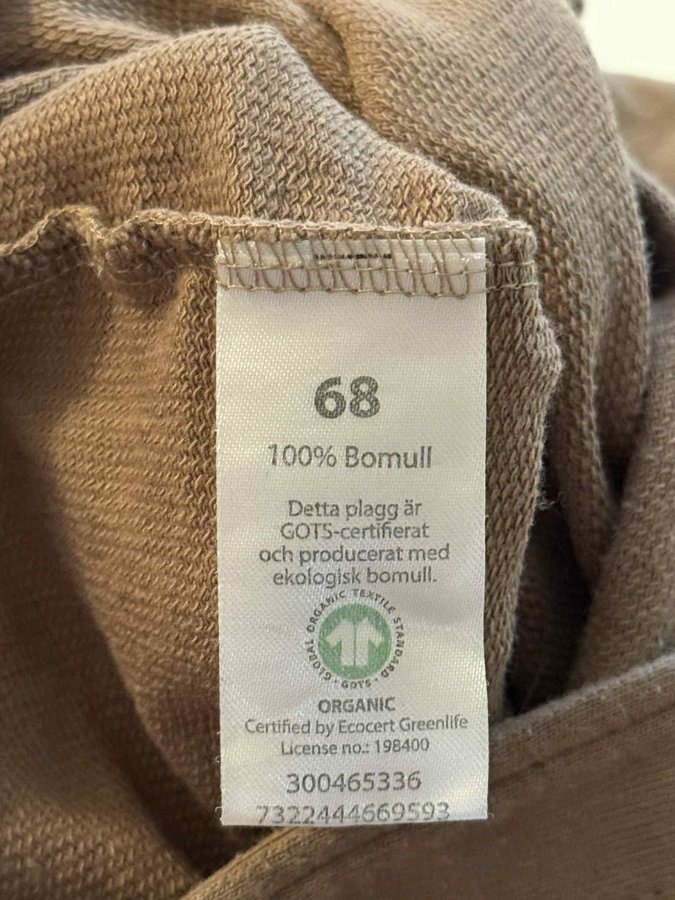 68
100% Bomull
Detta plagg är
GOTS-certifierat
och producerat med
ekologisk bomull.
GLOBAL ORGANIC TEXTILE STANDARD
· GOTS ·
ORGANIC
Certified by Ecocert Greenlife
License no.: 198400
300465336
7322444669593